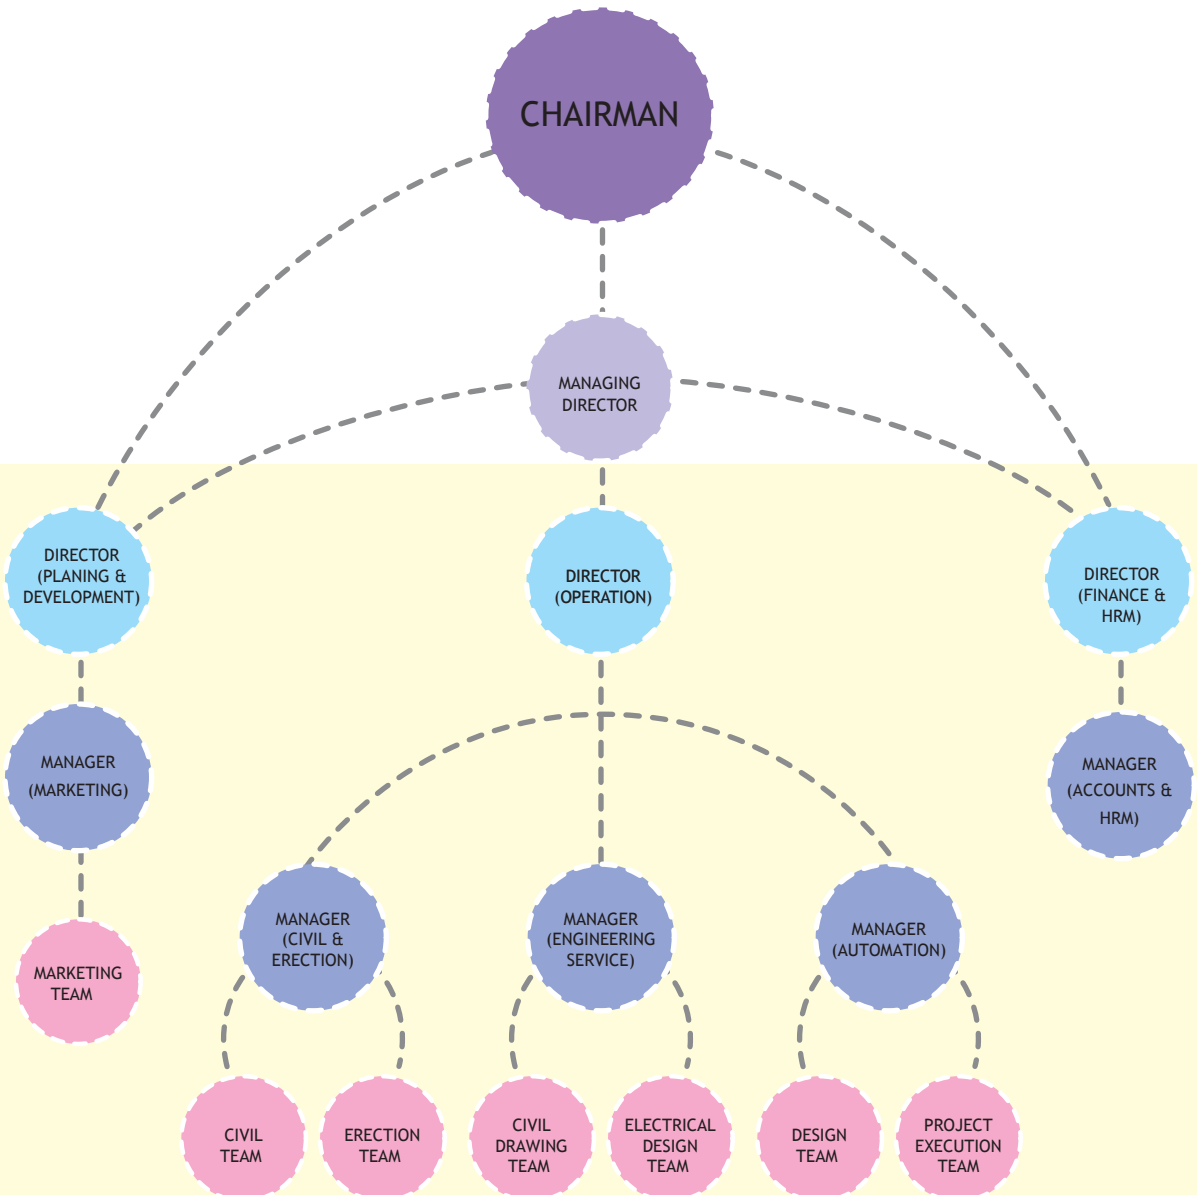 CHAIRMAN
MANAGING
DIRECTOR
DIRECTOR
(PLANING &
DEVELOPMENT)
DIRECTOR
(OPERATION)
DIRECTOR
(FINANCE &
HRM)
MANAGER
(MARKETING)
MANAGER
(ACCOUNTS &
HRM)
MANAGER
(CIVIL &
ERECTION)
MANAGER
(ENGINEERING
SERVICE)
MANAGER
(AUTOMATION)
MARKETING
TEAM
CIVIL
TEAM
ERECTION
TEAM
CIVIL
DRAWING
TEAM
ELECTRICAL
DESIGN
TEAM
DESIGN
TEAM
PROJECT
EXECUTION
TEAM